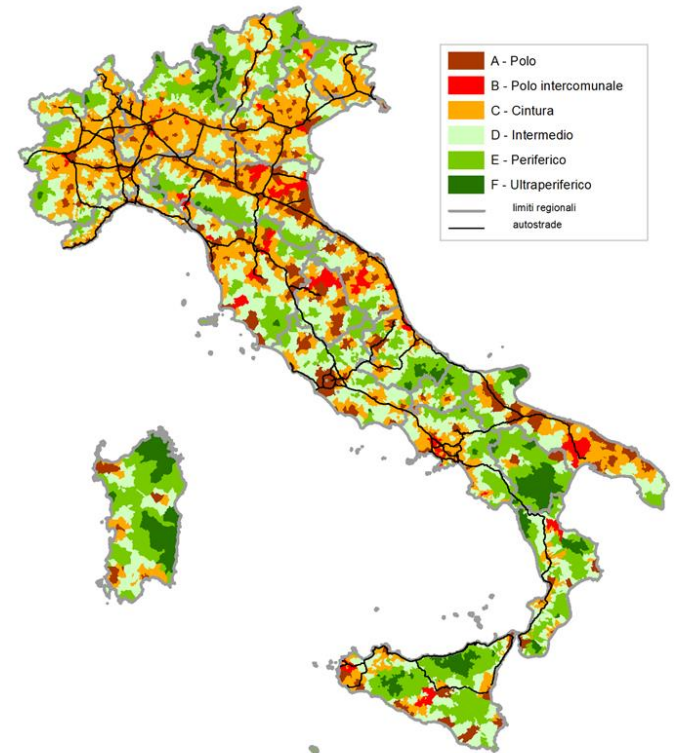 A - Polo
B - Polo intercomunale
C - Cintura
D - Intermedio
E - Periferico
F - Ultraperiferico
limiti regionali
autostrade